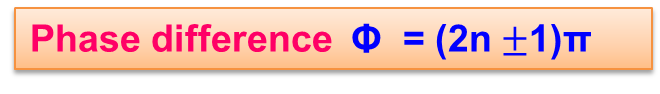 Phase difference Φ = (2n ±1)π